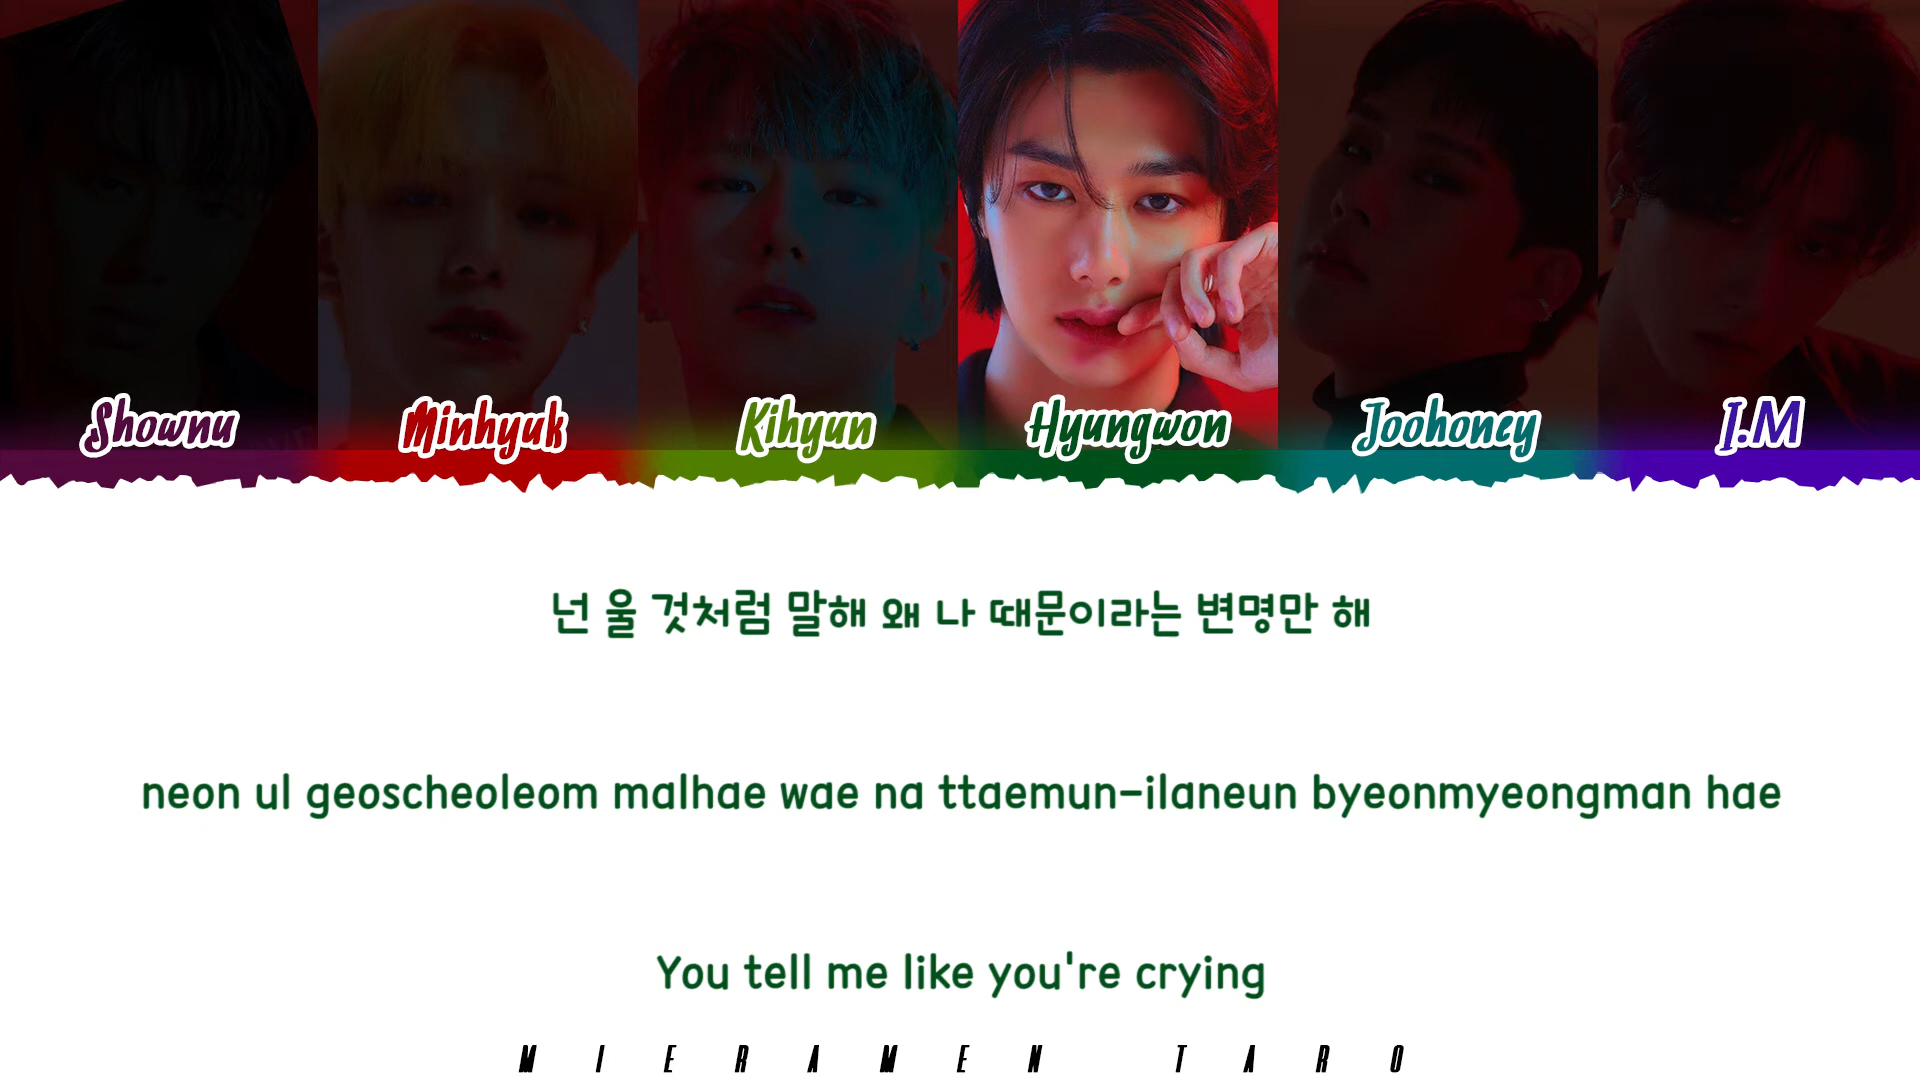 Shownu Minhyuk Kihyun Hyungwon Joohoney I.M
넌 울 것처럼 말해 왜 나 때문이라는 변명만 해
neon ul geoscheoleom malhae wae na ttaemun-ilaneun byeonmyeongman hae
You tell me like you're crying
MIERAMEN TARO